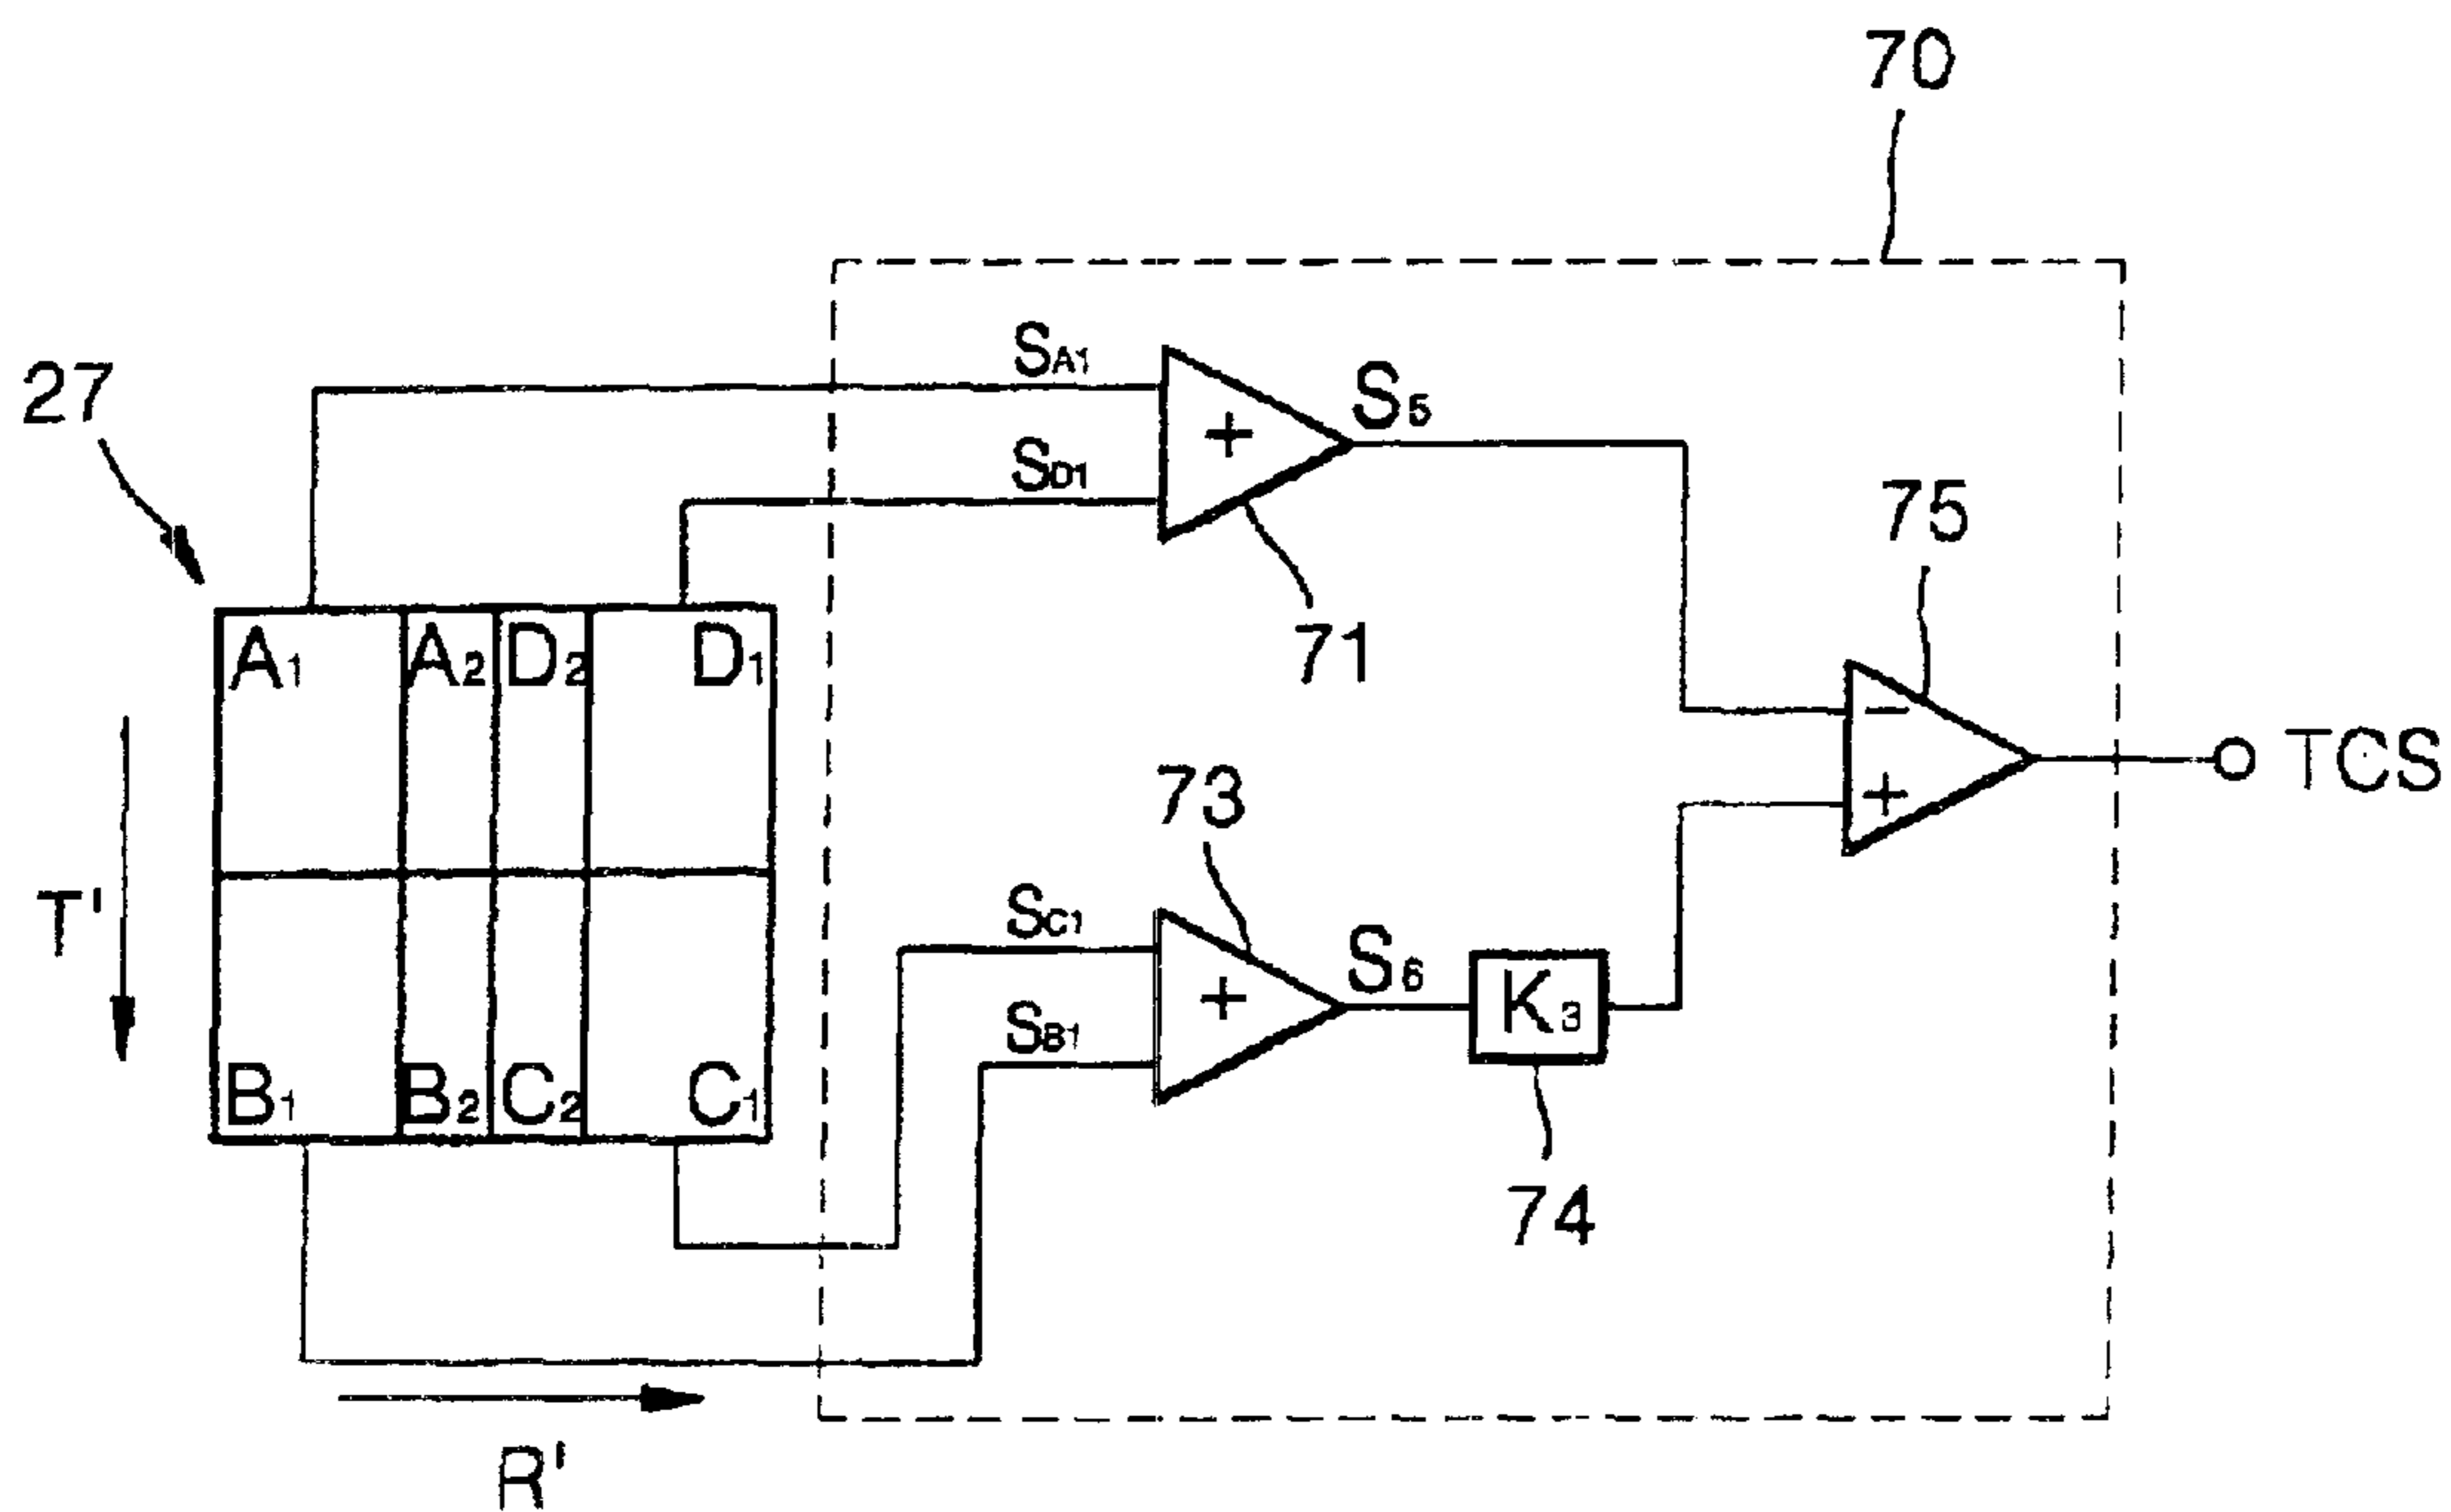 70
27
SA1
S5
SD1
71
75
A1 A2 D2 D1
TCS
T'
73
SC1
S6
K3
SB1
B1 B2 C2 C1
74
R'
+
+
−
+